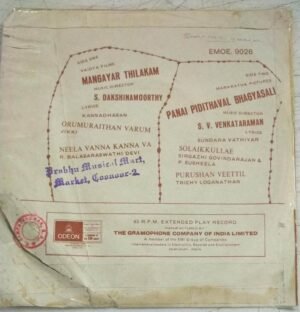 EMOE. 9026
SIDE ONE
VAIDYA FILMS
MANGAYAR THILAKAM
MUSIC DIRECTOR
S. DAKSHINAMOORTHY
LYRICS
KANNADHASAN
ORUMURAITHAN VARUM
NEELA VANNA KANNA VA
R. BALASARASWATHI DEVI
Prabhu Musical Mart,
Market, Coonoor-2
SIDE TWO
PICTURES
PANAI PIDITHAVAL BHAGYASALI
MUSIC DIRECTOR
S. V. VENKATARAMAN
LYRICS
SUNDARA VATHIYAR
SOLAIKKULLAE
SIRGAZHI GOVINDARAJAN &
P. SUSHEELA
PURUSHAN VEETTIL
TRICHY LOGANATHAN
ODEON
45 R.P.M. EXTENDED PLAY RECORD
THE GRAMOPHONE COMPANY OF INDIA LIMITED
A member of the EMI Group of Companies